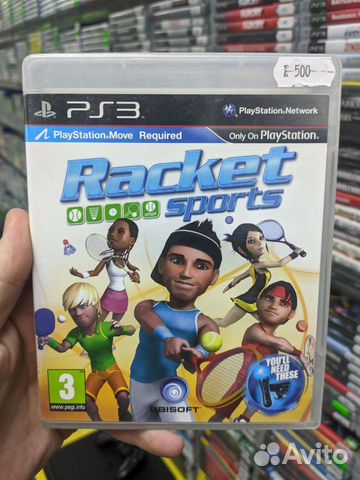 ₽ 500
PS3
PlayStation®Network
PlayStation®Move Required
Only On PlayStation®
Racket
sports
YOU'LL
NEED
THESE
3
www.pegi.info
UBISOFT
Avito